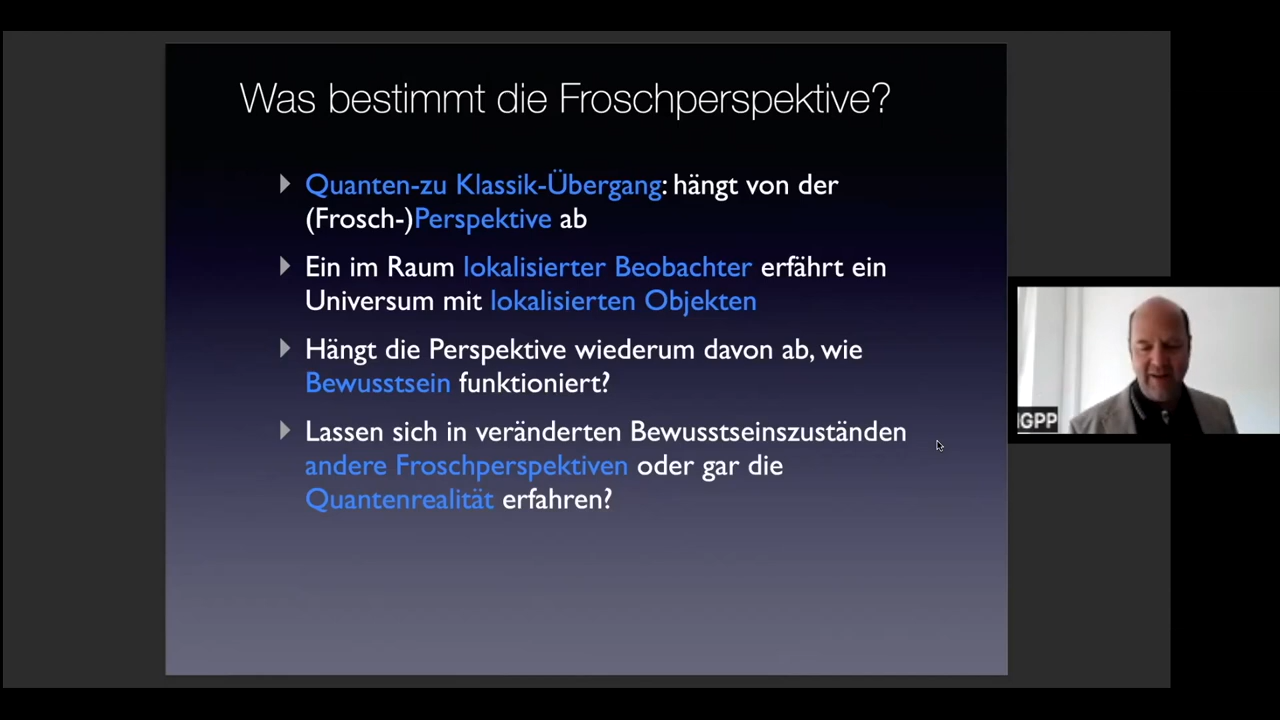 Was bestimmt die Froschperspektive?
Quanten-zu Klassik-Übergang: hängt von der
(Frosch-)Perspektive ab
Ein im Raum lokalisierter Beobachter erfährt ein
Universum mit lokalisierten Objekten
Hängt die Perspektive wiederum davon ab, wie
Bewusstsein funktioniert?
Lassen sich in veränderten Bewusstseinszuständen
andere Froschperspektiven oder gar die
Quantenrealität erfahren?
IGPP